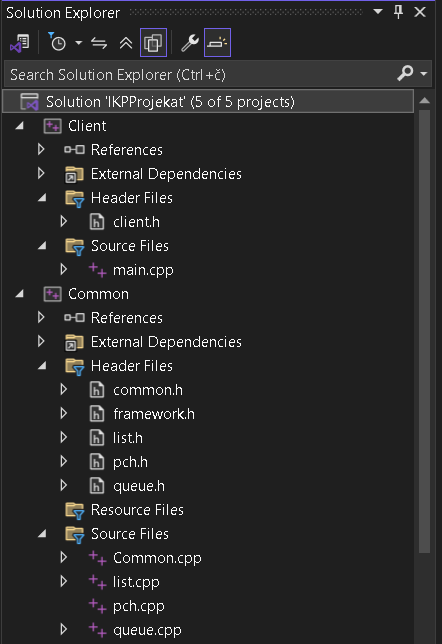 Solution Explorer
Search Solution Explorer (Ctrl+č)
Solution 'IKPProjekat' (5 of 5 projects)
Client
References
External Dependencies
Header Files
client.h
Source Files
main.cpp
Common
References
External Dependencies
Header Files
common.h
framework.h
list.h
pch.h
queue.h
Resource Files
Source Files
Common.cpp
list.cpp
pch.cpp
queue.cpp